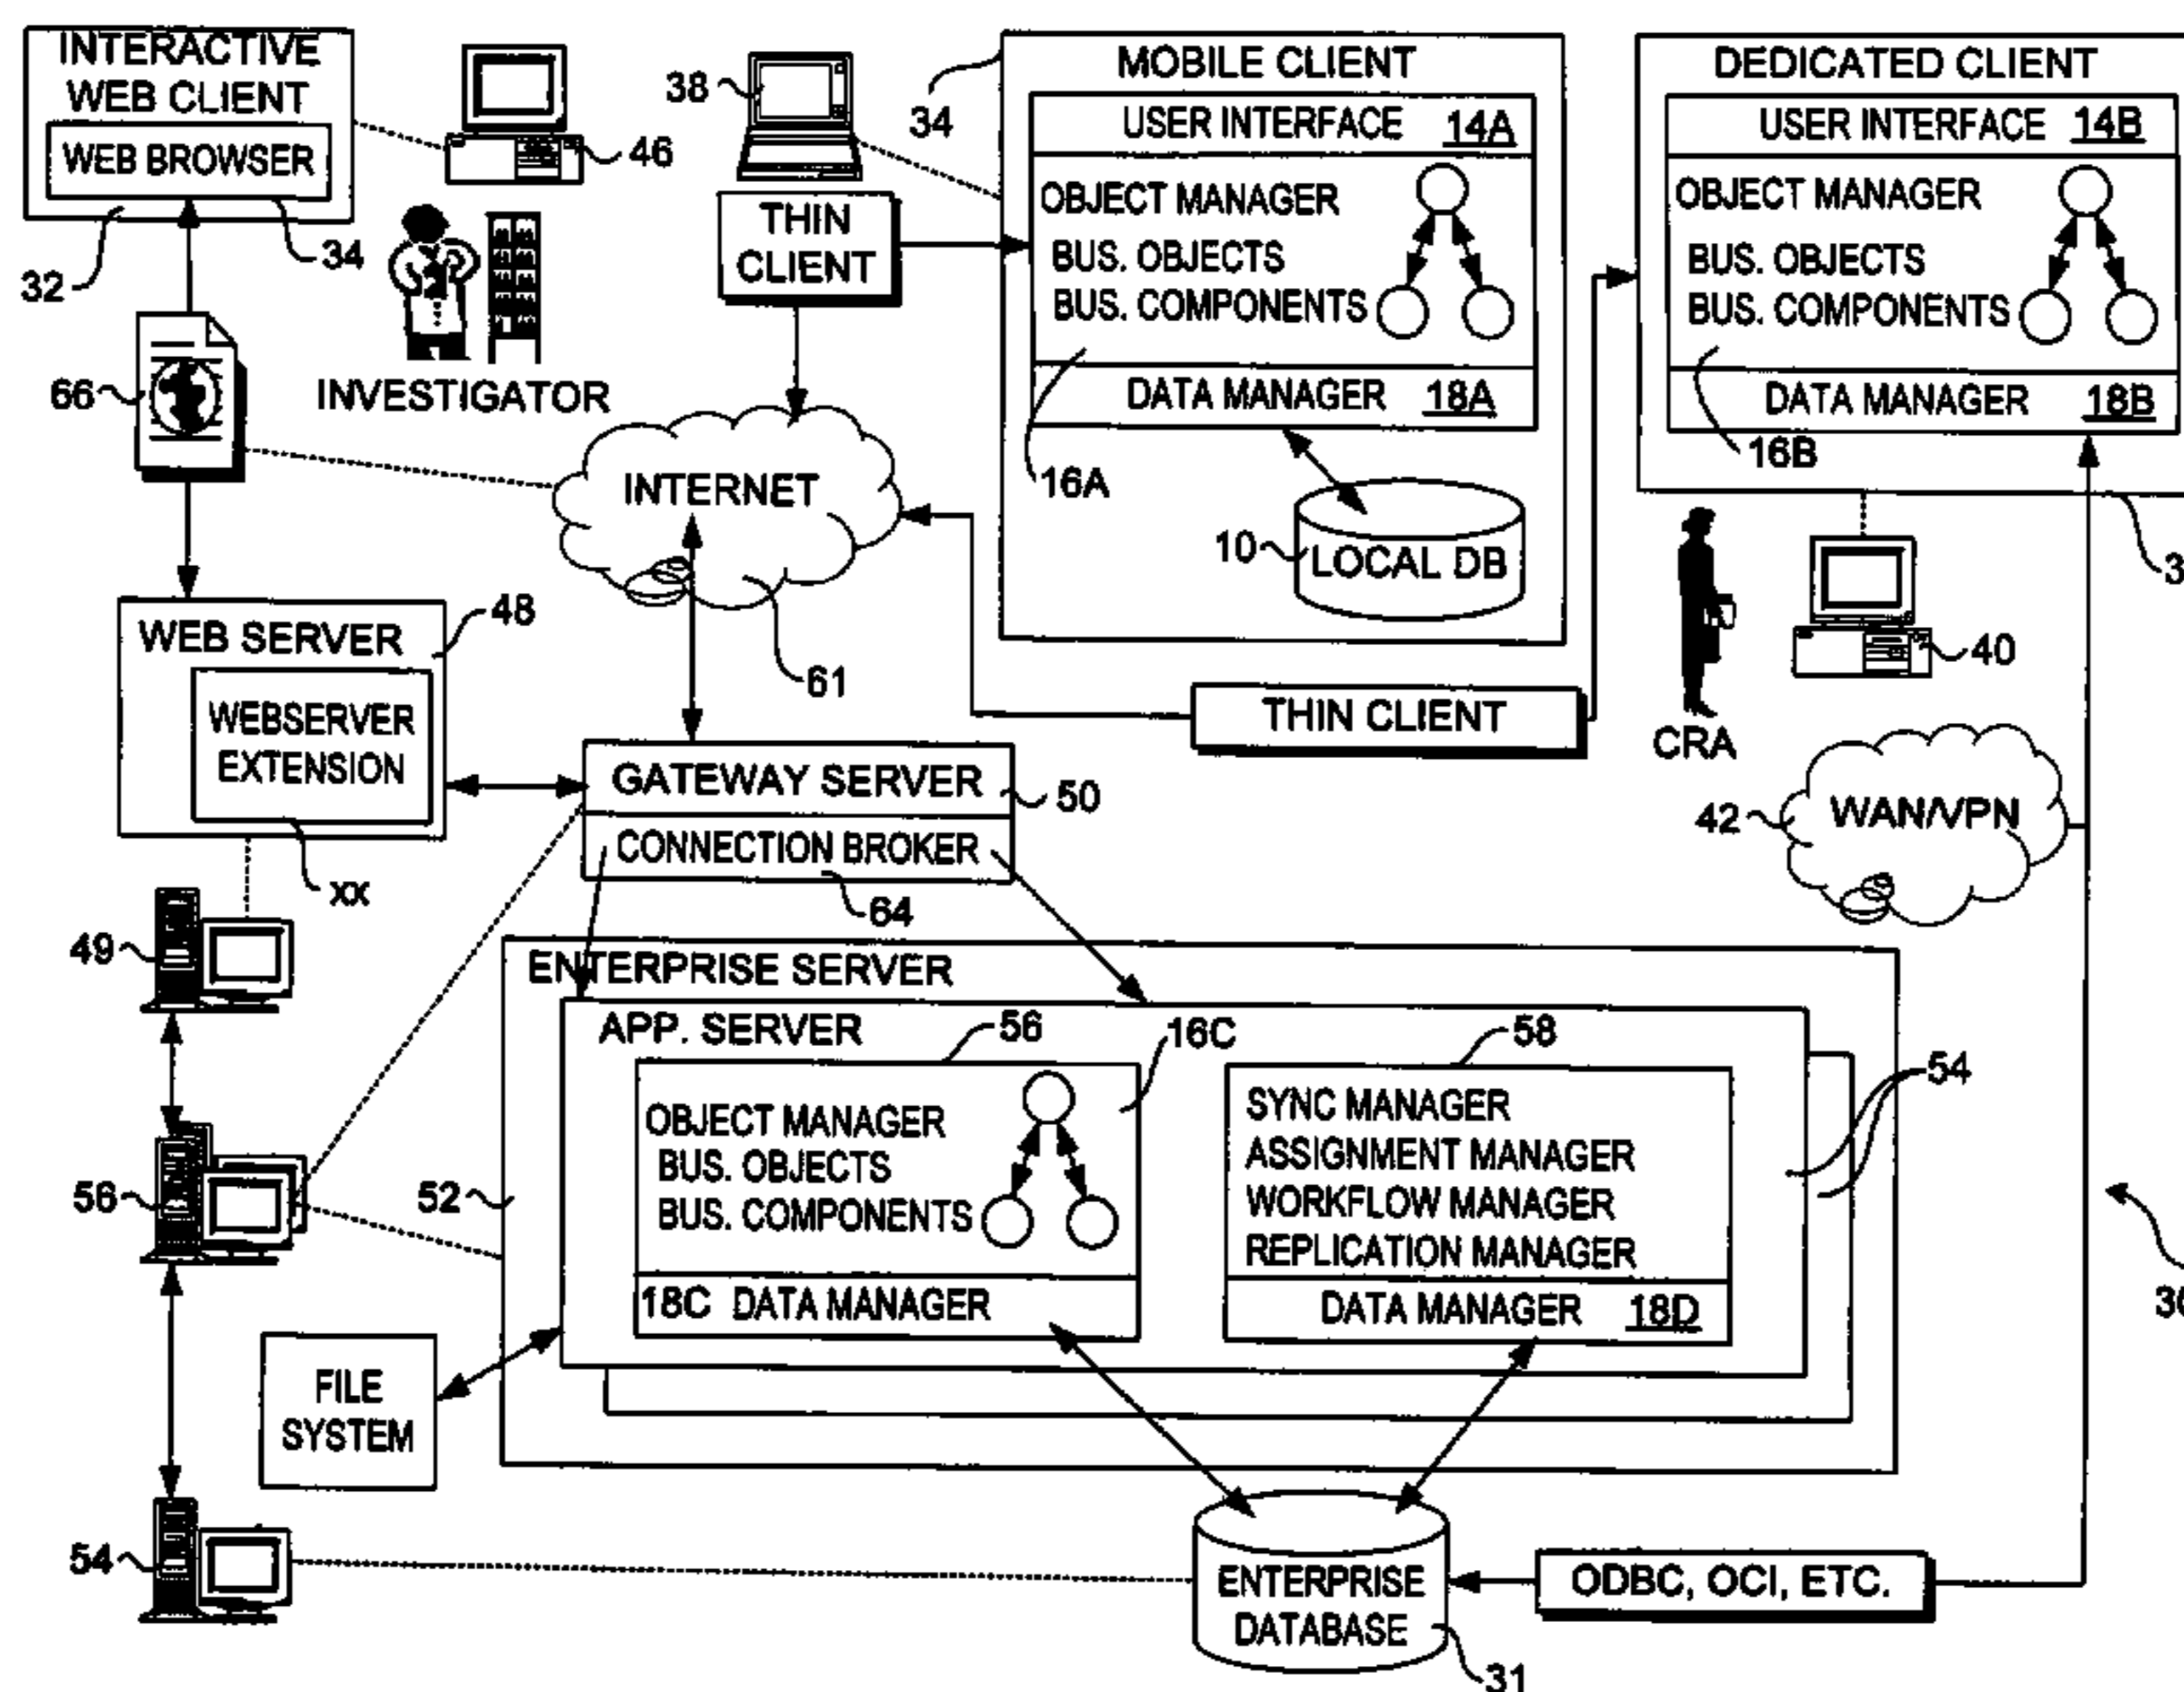 INTERACTIVE
WEB CLIENT
WEB BROWSER
32
34
46
INVESTIGATOR
66
38
THIN
CLIENT
34
MOBILE CLIENT
USER INTERFACE 14A
OBJECT MANAGER
BUS. OBJECTS
BUS. COMPONENTS
DATA MANAGER 18A
16A
10
LOCAL DB
DEDICATED CLIENT
USER INTERFACE 14B
OBJECT MANAGER
BUS. OBJECTS
BUS. COMPONENTS
DATA MANAGER 18B
16B
3
CRA
40
INTERNET
61
THIN CLIENT
WEB SERVER
48
WEBSERVER
EXTENSION
XX
GATEWAY SERVER
50
CONNECTION BROKER
64
42
WAN/VPN
49
56
54
52
ENTERPRISE SERVER
APP. SERVER
56
16C
OBJECT MANAGER
BUS. OBJECTS
BUS. COMPONENTS
18C DATA MANAGER
58
SYNC MANAGER
ASSIGNMENT MANAGER
WORKFLOW MANAGER
REPLICATION MANAGER
DATA MANAGER 18D
54
FILE
SYSTEM
ENTERPRISE
DATABASE
31
ODBC, OCI, ETC.